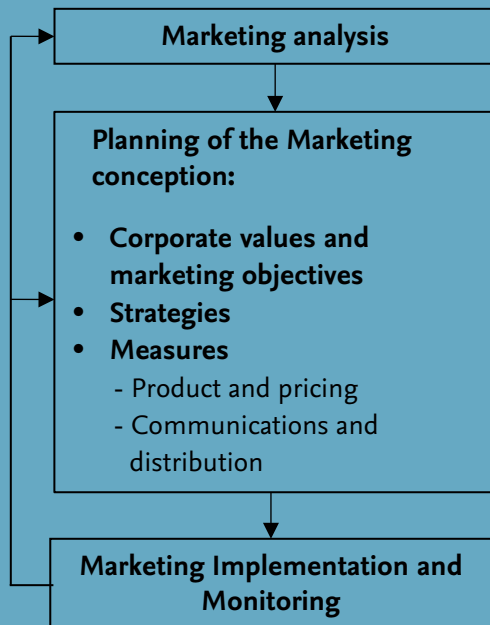 Marketing analysis
Planning of the Marketing
conception:
• Corporate values and
marketing objectives
• Strategies
• Measures
- Product and pricing
- Communications and
distribution
Marketing Implementation and
Monitoring